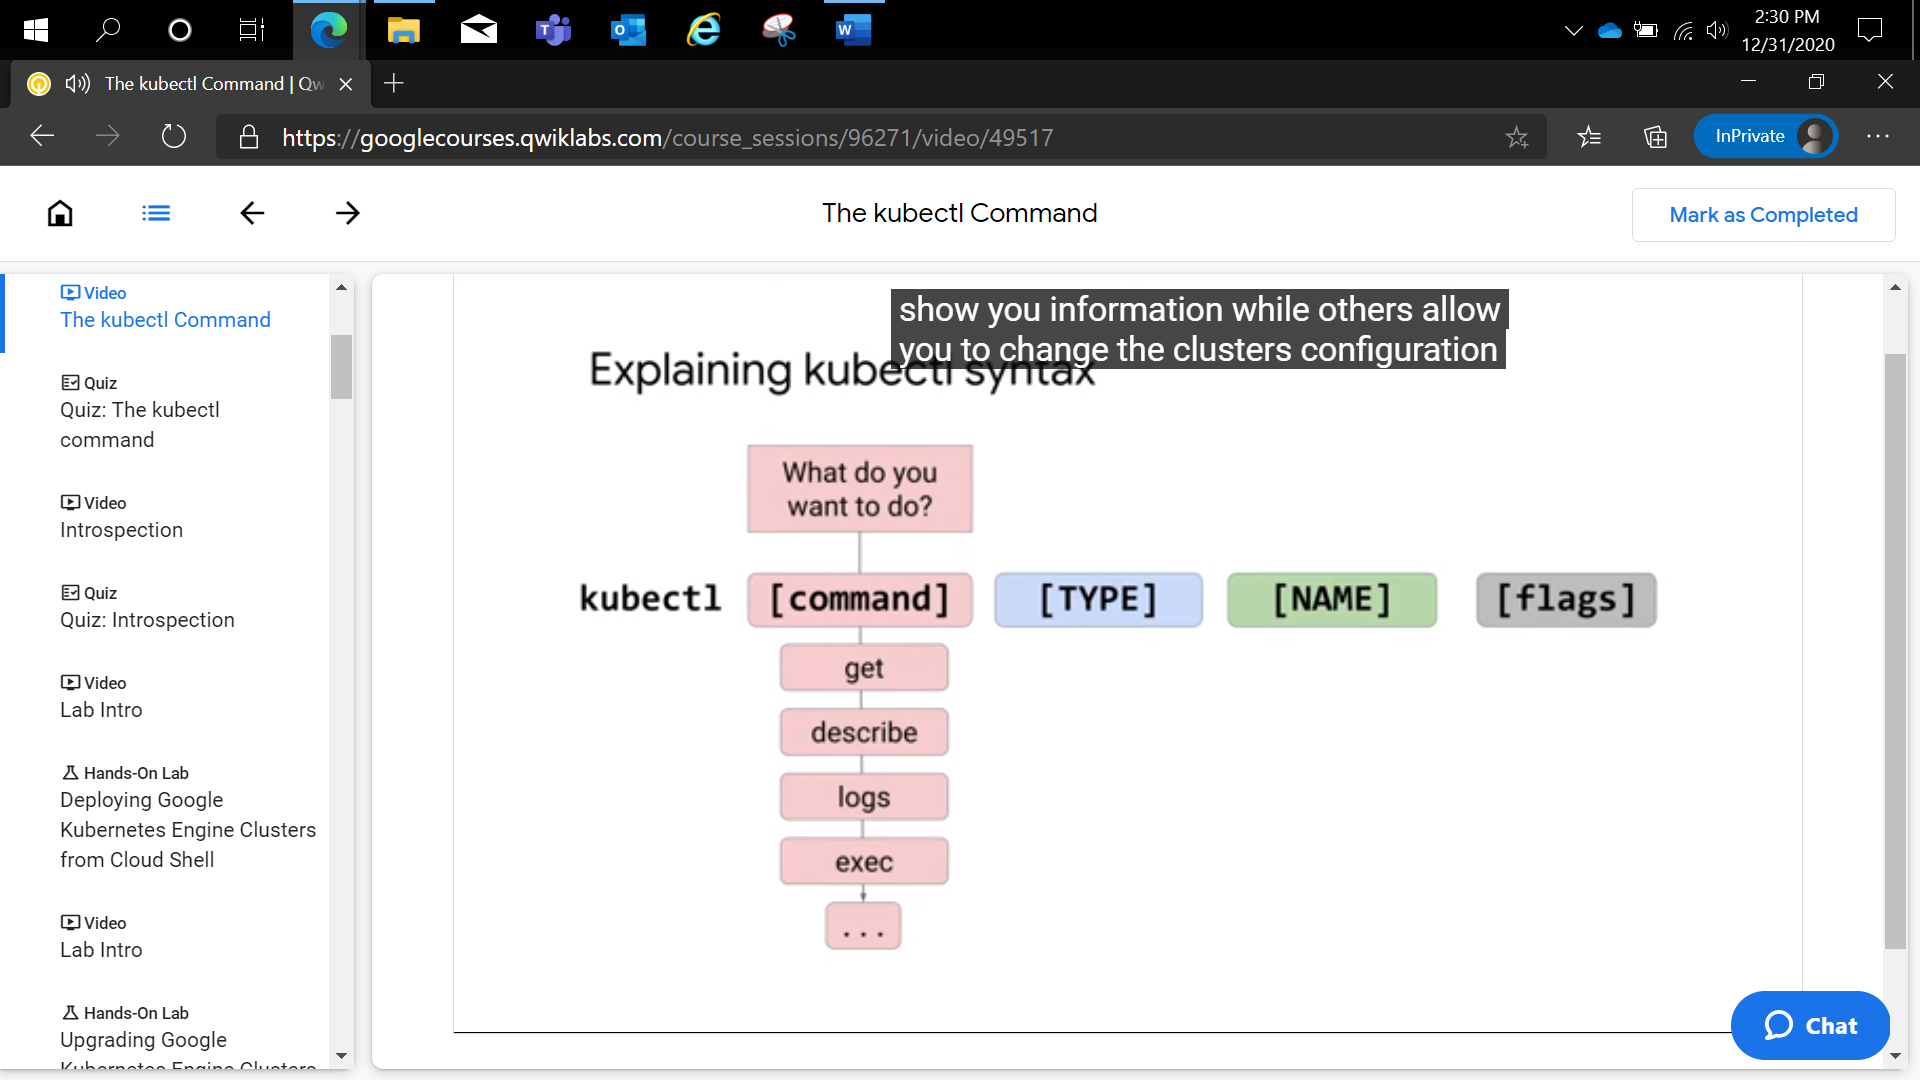 2:30 PM
12/31/2020
The kubectl Command | Qw
https://googlecourses.qwiklabs.com/course_sessions/96271/video/49517
InPrivate
The kubectl Command
Mark as Completed
Video
The kubectl Command
Quiz
Quiz: The kubectl
command
Video
Introspection
Quiz
Quiz: Introspection
Video
Lab Intro
Hands-On Lab
Deploying Google
Kubernetes Engine Clusters
from Cloud Shell
Video
Lab Intro
Hands-On Lab
Upgrading Google
Kubernetes Engine Clusters
show you information while others allow
you to change the clusters configuration
Explaining kubectl syntax
What do you
want to do?
kubectl [command] [TYPE] [NAME] [flags]
get
describe
logs
exec
...
Chat